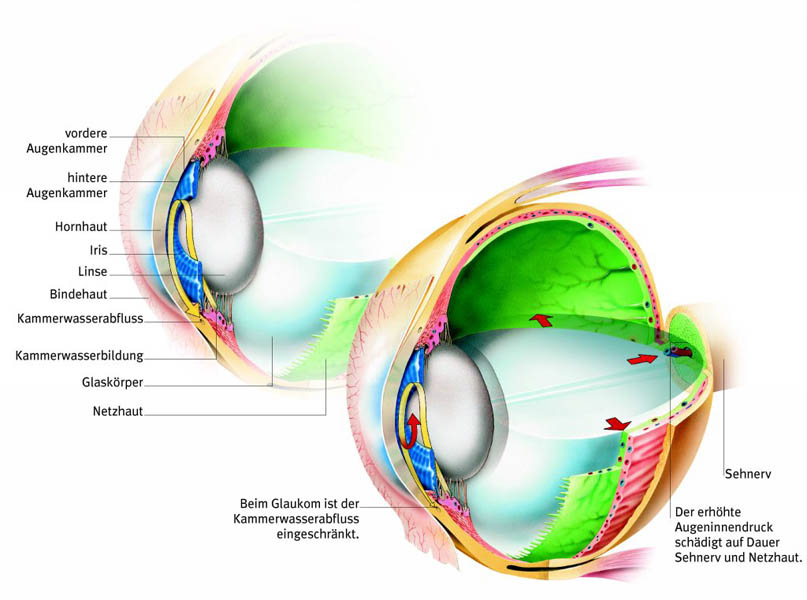 vordere
Augenkammer
hintere
Augenkammer
Hornhaut
Iris
Linse
Bindehaut
Kammerwasserabfluss
Kammerwasserbildung
Glaskörper
Netzhaut
Beim Glaukom ist der
Kammerwasserabfluss
eingeschränkt.
Sehnerv
Der erhöhte
Augeninnendruck
schädigt auf Dauer
Sehnerv und Netzhaut.